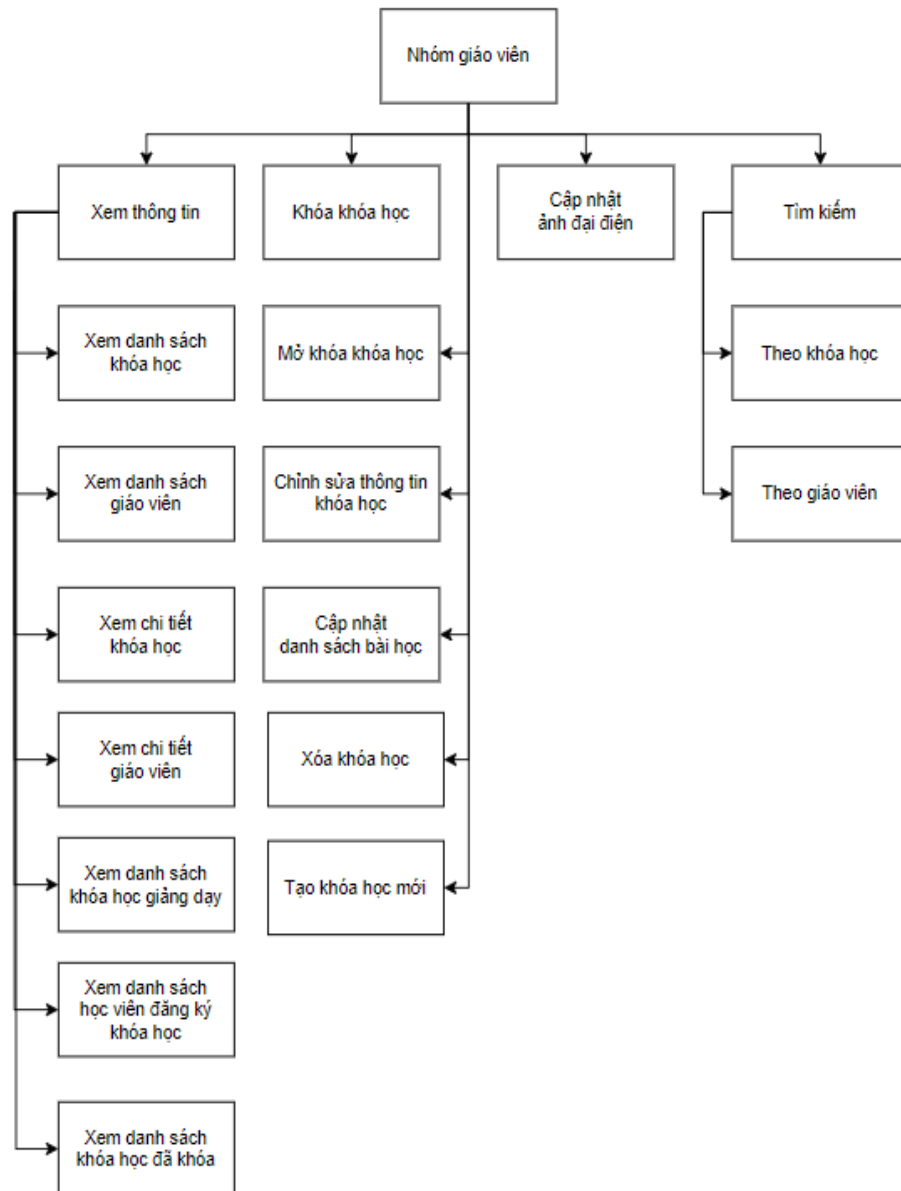 Nhóm giáo viên
Xem thông tin
Khóa khóa học
Cập nhật
ảnh đại điện
Tìm kiếm
Xem danh sách
khóa học
Mở khóa khóa học
Theo khóa học
Xem danh sách
giáo viên
Chỉnh sửa thông tin
khóa học
Theo giáo viên
Xem chi tiết
khóa học
Cập nhật
danh sách bài học
Xem chi tiết
giáo viên
Xóa khóa học
Xem danh sách
khóa học giảng dạy
Tạo khóa học mới
Xem danh sách
học viên đăng ký
khóa học
Xem danh sách
khóa học đã khóa